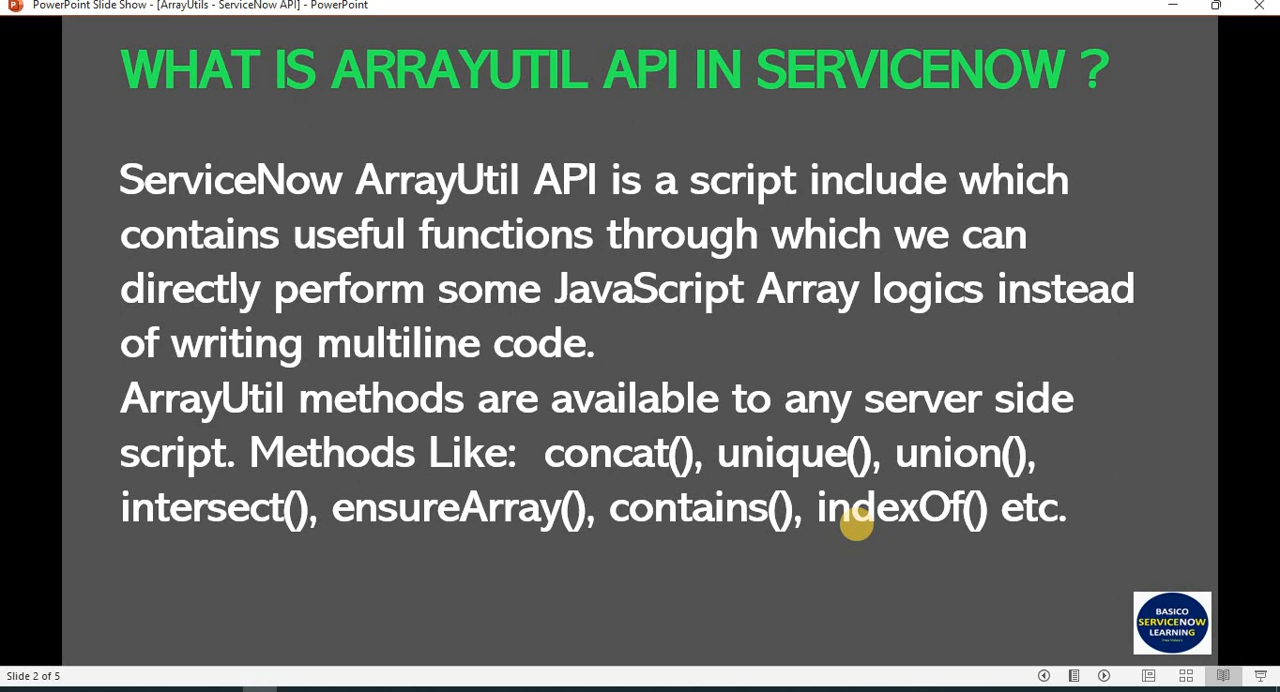 PowerPoint Slide Show - [ArrayUtils - ServiceNow API] - PowerPoint
WHAT IS ARRAYUTIL API IN SERVICENOW ?
ServiceNow ArrayUtil API is a script include which
contains useful functions through which we can
directly perform some JavaScript Array logics instead
of writing multiline code.
ArrayUtil methods are available to any server side
script. Methods Like: concat(), unique(), union(),
intersect(), ensureArray(), contains(), indexOf() etc.
BASICO
SERVICENOW
LEARNING
Slide 2 of 5